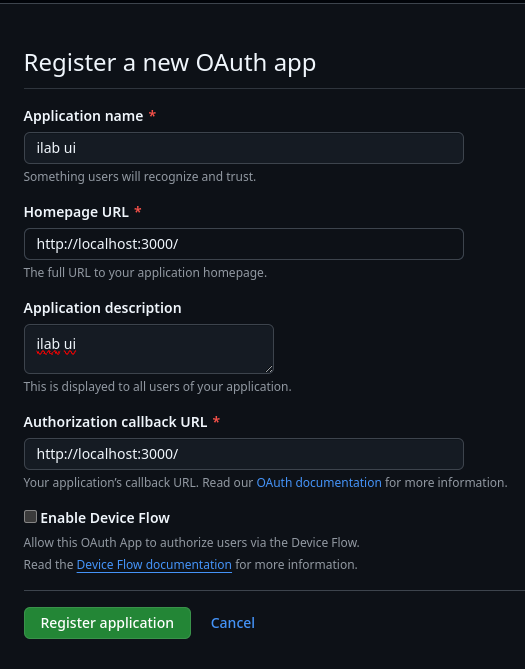 Register a new OAuth app
Application name *
ilab ui
Something users will recognize and trust.
Homepage URL *
http://localhost:3000/
The full URL to your application homepage.
Application description
ilab ui
This is displayed to all users of your application.
Authorization callback URL *
http://localhost:3000/
Your application's callback URL. Read our OAuth documentation for more information.
Enable Device Flow
Allow this OAuth App to authorize users via the Device Flow.
Read the Device Flow documentation for more information.
Register application Cancel